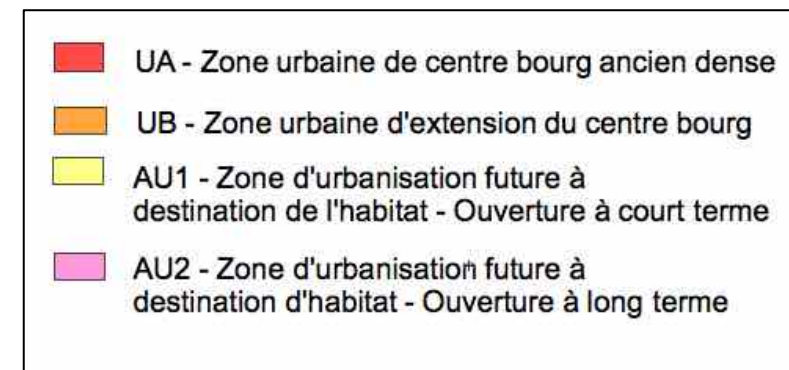 UA - Zone urbaine de centre bourg ancien dense
UB - Zone urbaine d'extension du centre bourg
AU1 - Zone d'urbanisation future à
destination de l'habitat - Ouverture à court terme
AU2 - Zone d'urbanisation future à
destination d'habitat - Ouverture à long terme